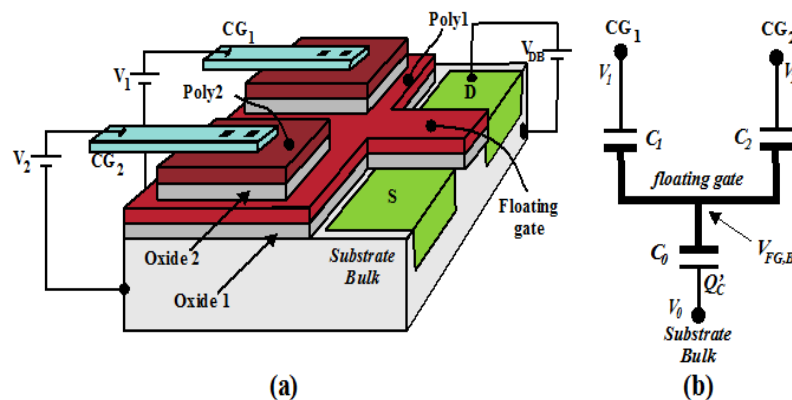 CG1
Poly1
VDB
V1
Poly2
D
V2
CG2
S
Floating gate
Oxide 2
Oxide 1
Substrate Bulk
(a)
CG1
CG2
V1
C1
C2
floating gate
C0
VFG,B
Q'C
V0
Substrate Bulk
(b)